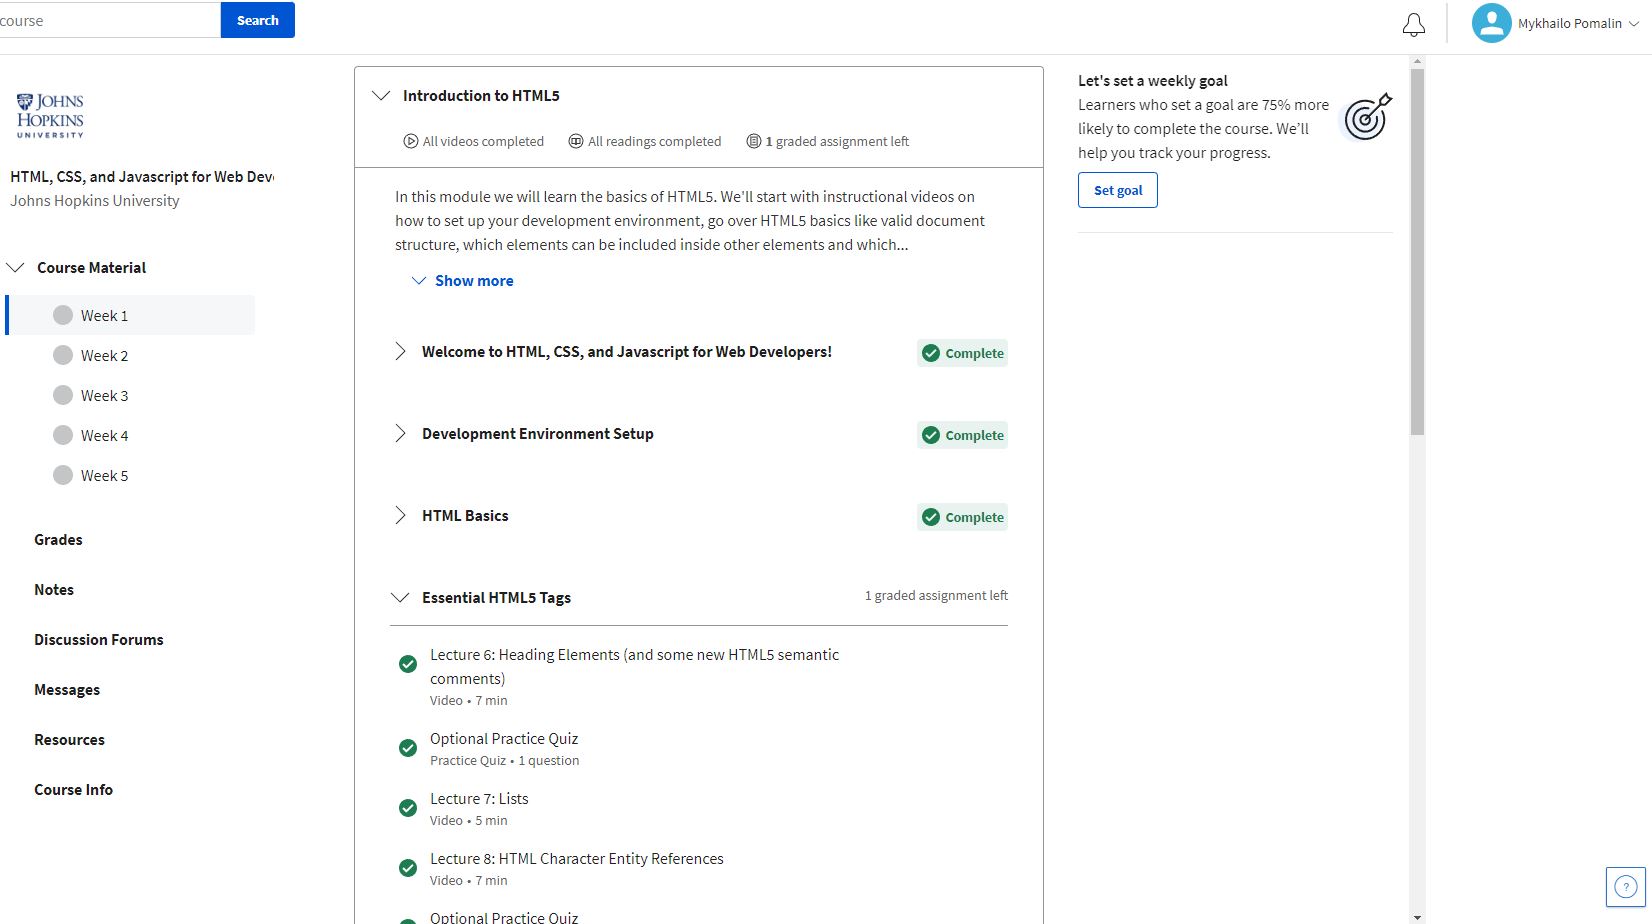 course
Search
Mykhailo Pomalin
JOHNS
HOPKINS
UNIVERSITY
HTML, CSS, and Javascript for Web Dev
Johns Hopkins University
Course Material
Week 1
Week 2
Week 3
Week 4
Week 5
Grades
Notes
Discussion Forums
Messages
Resources
Course Info
Introduction to HTML5
All videos completed
All readings completed
1 graded assignment left
In this module we will learn the basics of HTML5. We'll start with instructional videos on
how to set up your development environment, go over HTML5 basics like valid document
structure, which elements can be included inside other elements and which...
Show more
Welcome to HTML, CSS, and Javascript for Web Developers!
Complete
Development Environment Setup
Complete
HTML Basics
Complete
Essential HTML5 Tags
1 graded assignment left
Lecture 6: Heading Elements (and some new HTML5 semantic
comments)
Video • 7 min
Optional Practice Quiz
Practice Quiz • 1 question
Lecture 7: Lists
Video • 5 min
Lecture 8: HTML Character Entity References
Video • 7 min
Optional Practice Quiz
Let's set a weekly goal
Learners who set a goal are 75% more
likely to complete the course. We’ll
help you track your progress.
Set goal
?